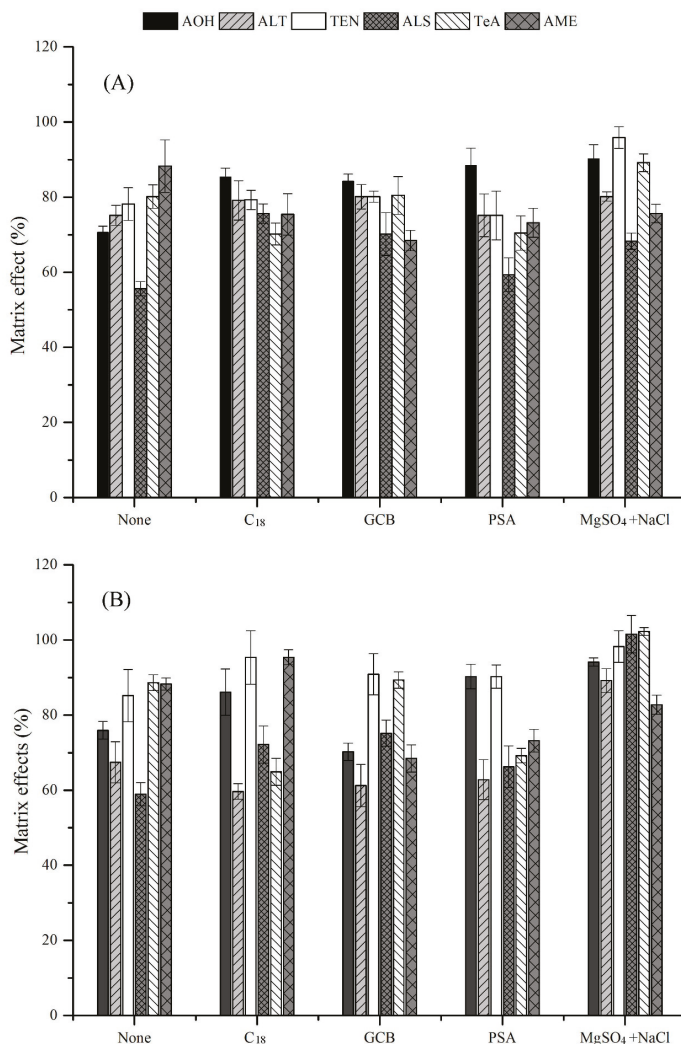 AOH ALT TEN ALS TeA AME
120
(A)
100
80
60
40
20
0
Matrix effect (%)
None C₁₈ GCB PSA MgSO₄+NaCl
120
(B)
100
80
60
40
20
0
Matrix effects (%)
None C₁₈ GCB PSA MgSO₄+NaCl